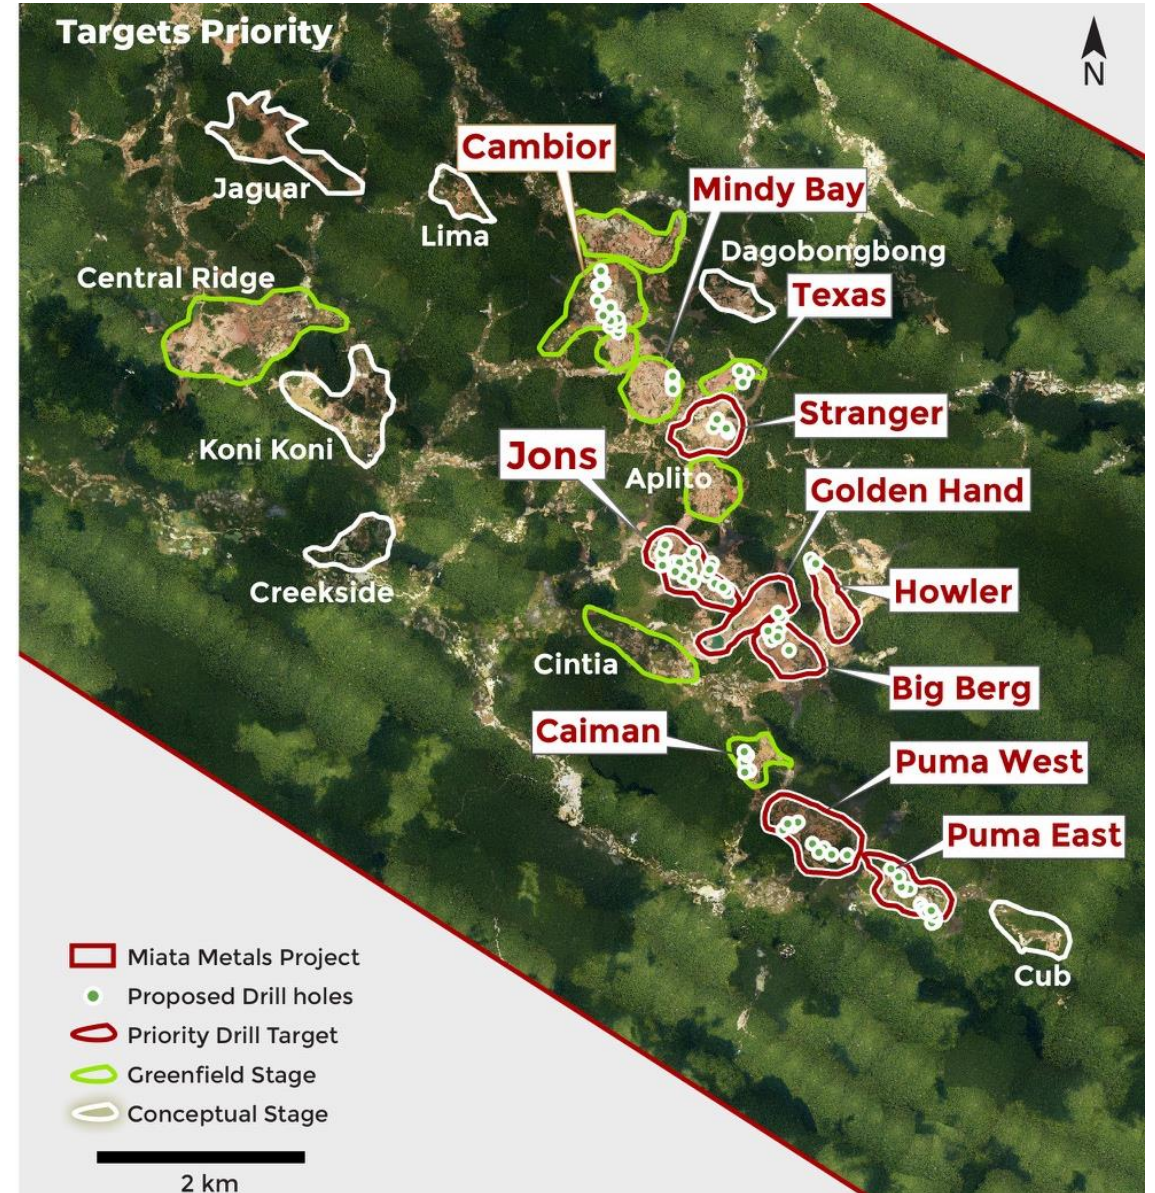 Targets Priority
N
Cambior
Jaguar
Mindy Bay
Lima
Dagobongbong
Central Ridge
Texas
Stranger
Koni Koni
Jons
Aplito
Golden Hand
Creekside
Howler
Cintia
Big Berg
Caiman
Puma West
Puma East
Cub
Miata Metals Project
Proposed Drill holes
Priority Drill Target
Greenfield Stage
Conceptual Stage
2 km